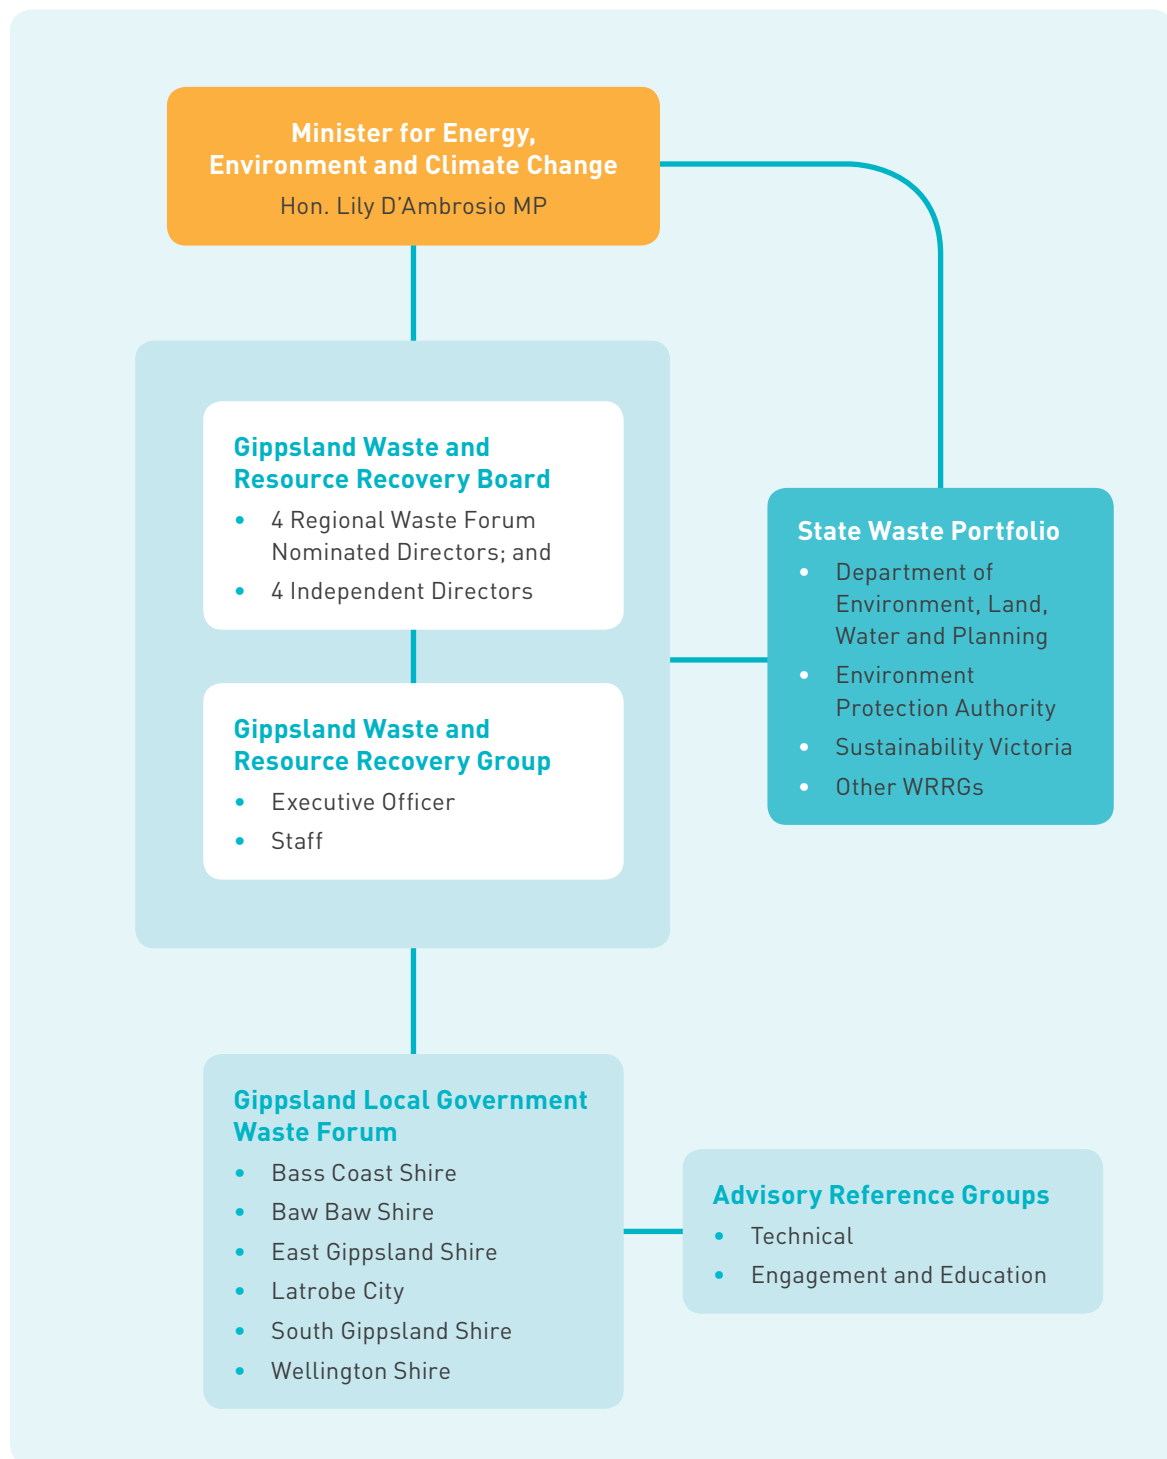 Minister for Energy,
Environment and Climate Change
Hon. Lily D’Ambrosio MP
Gippsland Waste and
Resource Recovery Board
• 4 Regional Waste Forum
Nominated Directors; and
• 4 Independent Directors
Gippsland Waste and
Resource Recovery Group
• Executive Officer
• Staff
State Waste Portfolio
• Department of
Environment, Land,
Water and Planning
• Environment
Protection Authority
• Sustainability Victoria
• Other WRRGs
Gippsland Local Government
Waste Forum
• Bass Coast Shire
• Baw Baw Shire
• East Gippsland Shire
• Latrobe City
• South Gippsland Shire
• Wellington Shire
Advisory Reference Groups
• Technical
• Engagement and Education